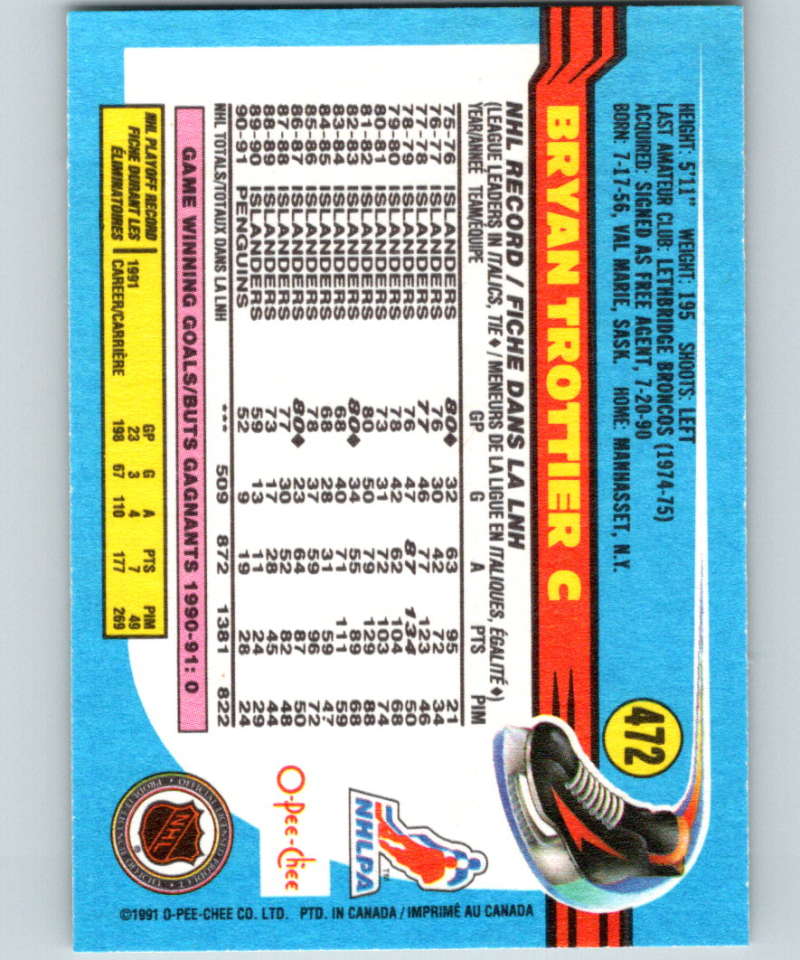 HEIGHT: 5'11" WEIGHT: 195 SHOOTS: LEFT
LAST AMATEUR CLUB: LETHBRIDGE BRONCOS (1974-75)
ACQUIRED: SIGNED AS FREE AGENT, 7-20-90
BORN: 7-17-56, VAL MARIE, SASK. HOME: MANHASSET, N.Y.
472
BRYAN TROTTIER C
NHL RECORD / FICHE DANS LA LNH
(LEAGUE LEADERS IN ITALICS, TIE ◆ / MENEURS DE LA LIGUE EN ITALIQUES, ÉGALITÉ ◆)
YEAR/ANNÉE TEAM/EQUIPE GP G A PTS PIM
75-76 ISLANDERS 80◆ 32 63 95 21
76-77 ISLANDERS 76 30 42 72 34
77-78 ISLANDERS 77 46 77 123 46
78-79 ISLANDERS 76 47 87 134 50
79-80 ISLANDERS 78 42 62 104 68
80-81 ISLANDERS 73 31 72 103 74
81-82 ISLANDERS 80 50 79 129 88
82-83 ISLANDERS 80◆ 34 55 89 68
83-84 ISLANDERS 68 40 71 111 59
84-85 ISLANDERS 68 28 31 59 47
85-86 ISLANDERS 78 37 59 96 72
86-87 ISLANDERS 80◆ 23 64 87 50
87-88 ISLANDERS 77 30 52 82 48
88-89 ISLANDERS 73 17 28 45 44
89-90 ISLANDERS 59 13 11 24 29
90-91 PENGUINS 52 9 19 28 24
NHL TOTALS/TOTAUX DANS LA LNH *** 509 872 1381 822
GAME WINNING GOALS/BUTS GAGNANTS 1990-91: 0
NHL PLAYOFF RECORD
FICHE DURANT LES
ÉLIMINATOIRES
GP G A PTS PIM
1991 23 3 4 7 49
CAREER/CARRIÈRE 198 67 110 177 269
NHLPA
TM
O-Pee-Chee
NHL
©1991 O-PEE-CHEE CO. LTD. PTD. IN CANADA / IMPRIMÉ AU CANADA